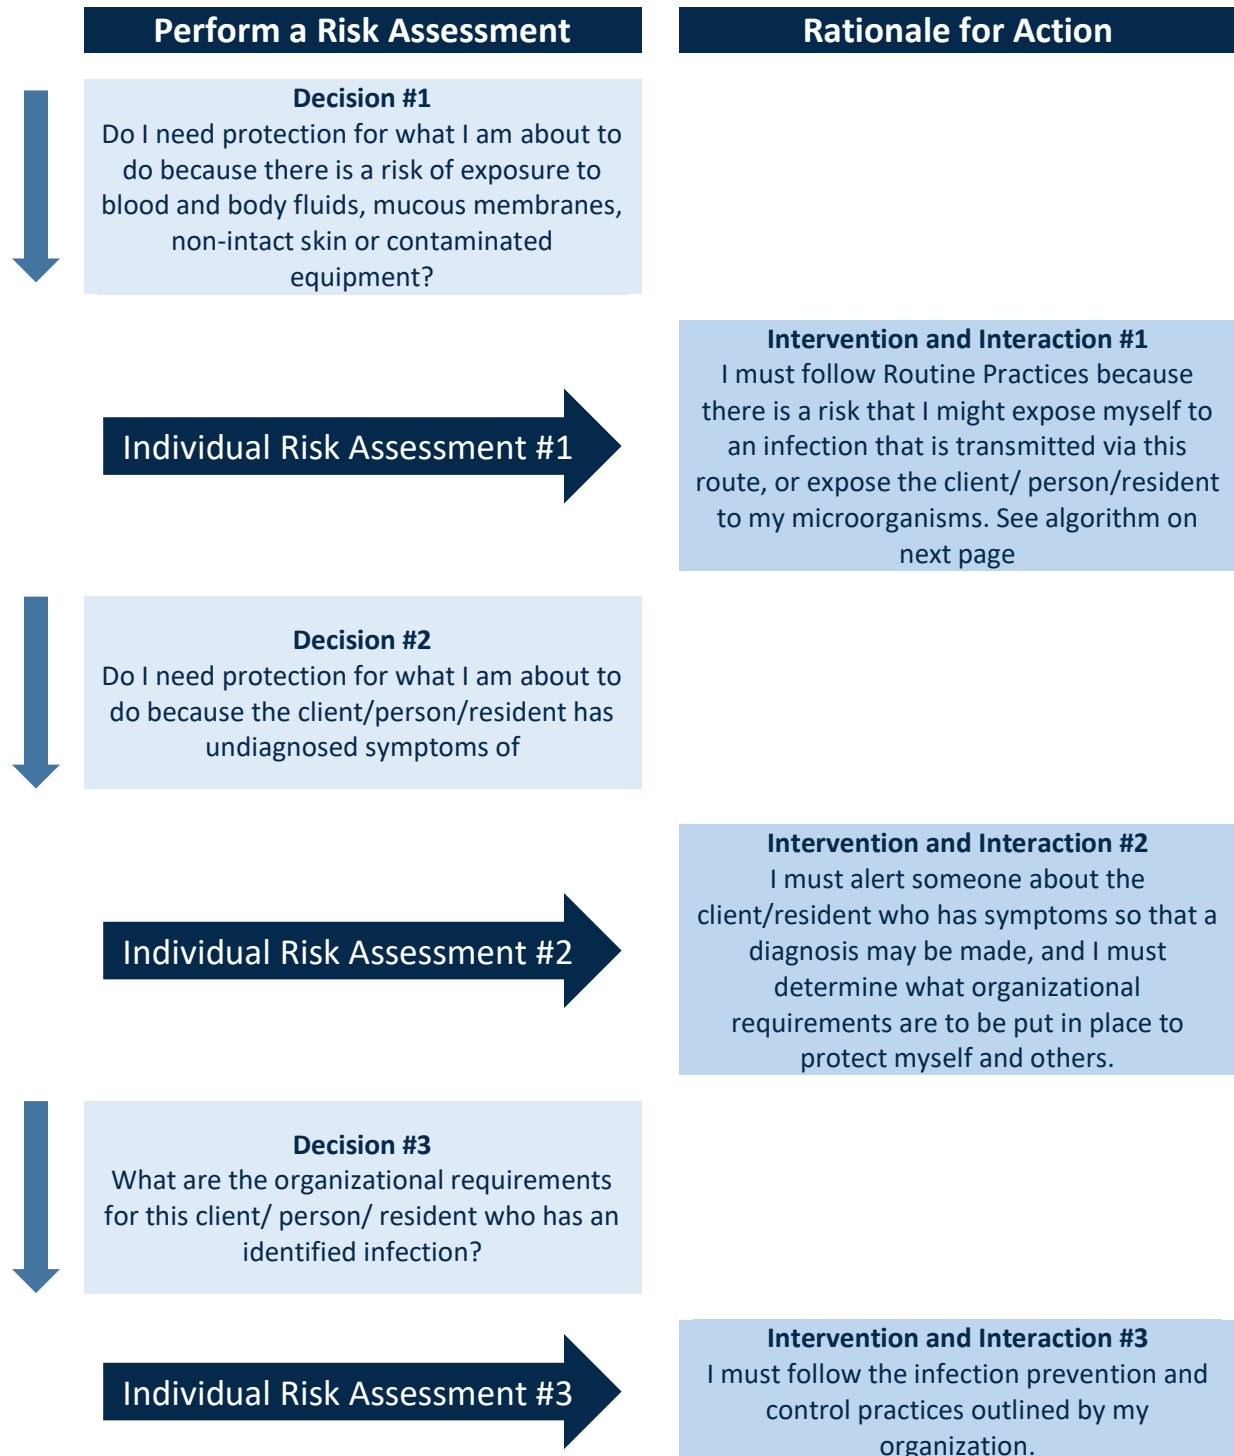 Perform a Risk Assessment
Rationale for Action
Decision #1
Do I need protection for what I am about to
do because there is a risk of exposure to
blood and body fluids, mucous membranes,
non-intact skin or contaminated
equipment?
Intervention and Interaction #1
I must follow Routine Practices because
there is a risk that I might expose myself to
an infection that is transmitted via this
route, or expose the client/ person/resident
to my microorganisms. See algorithm on
next page
Individual Risk Assessment #1
Decision #2
Do I need protection for what I am about to
do because the client/person/resident has
undiagnosed symptoms of
Intervention and Interaction #2
I must alert someone about the
client/resident who has symptoms so that a
diagnosis may be made, and I must
determine what organizational
requirements are to be put in place to
protect myself and others.
Individual Risk Assessment #2
Decision #3
What are the organizational requirements
for this client/ person/ resident who has an
identified infection?
Intervention and Interaction #3
I must follow the infection prevention and
control practices outlined by my
organization.
Individual Risk Assessment #3